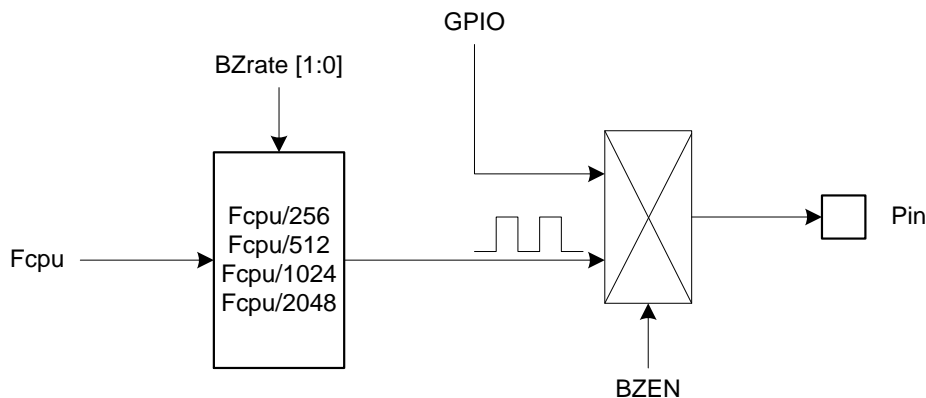 GPIO
BZrate [1:0]
Fcpu/256
Fcpu/512
Fcpu/1024
Fcpu/2048
Fcpu
Pin
BZEN